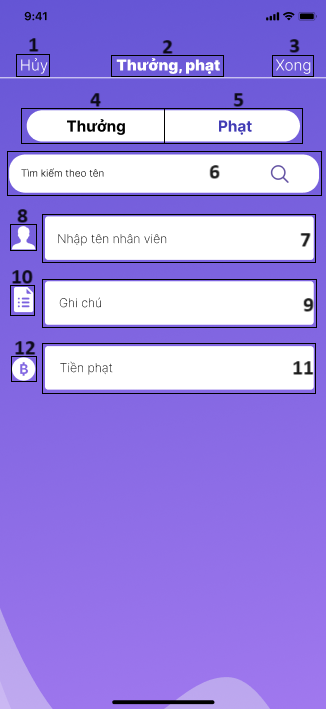 9:41
1 2 3
Hủy Thưởng, phạt Xong
4 5
Thưởng Phạt
Tìm kiếm theo tên 6
8
Nhập tên nhân viên 7
10
Ghi chú 9
12
Tiền phạt 11